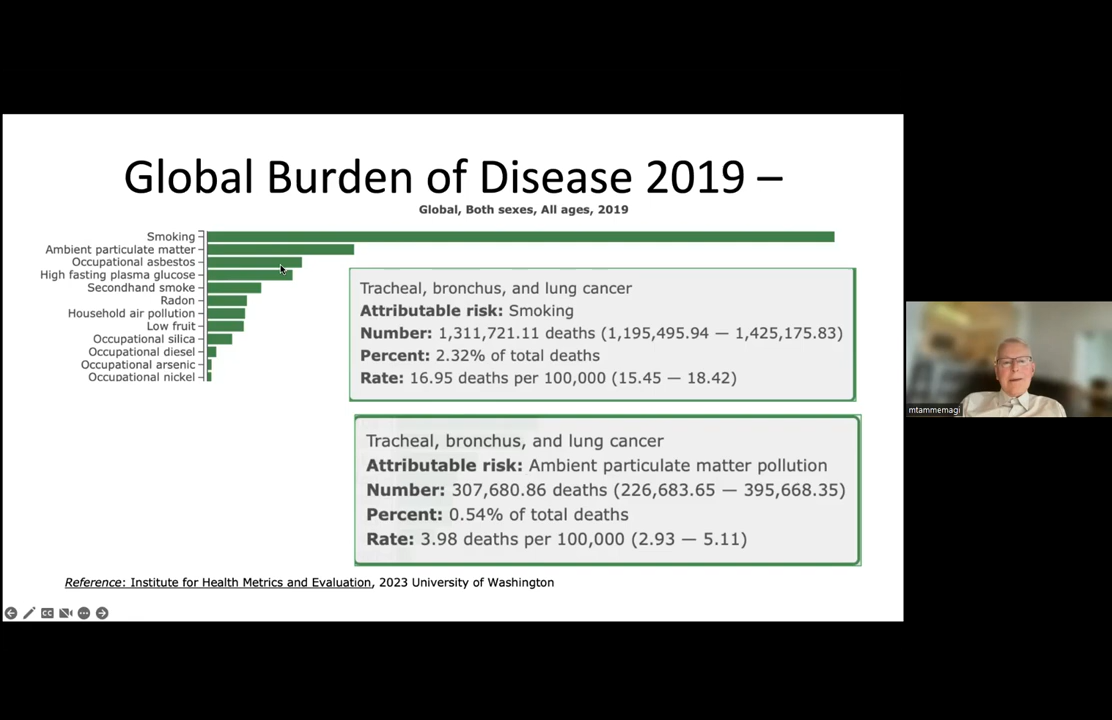 Global Burden of Disease 2019 –
Global, Both sexes, All ages, 2019
Smoking
Ambient particulate matter
Occupational asbestos
High fasting plasma glucose
Secondhand smoke
Radon
Household air pollution
Low fruit
Occupational silica
Occupational diesel
Occupational arsenic
Occupational nickel
Tracheal, bronchus, and lung cancer
Attributable risk: Smoking
Number: 1,311,721.11 deaths (1,195,495.94 — 1,425,175.83)
Percent: 2.32% of total deaths
Rate: 16.95 deaths per 100,000 (15.45 — 18.42)
Tracheal, bronchus, and lung cancer
Attributable risk: Ambient particulate matter pollution
Number: 307,680.86 deaths (226,683.65 — 395,668.35)
Percent: 0.54% of total deaths
Rate: 3.98 deaths per 100,000 (2.93 — 5.11)
Reference: Institute for Health Metrics and Evaluation, 2023 University of Washington
CC
mtammemagi